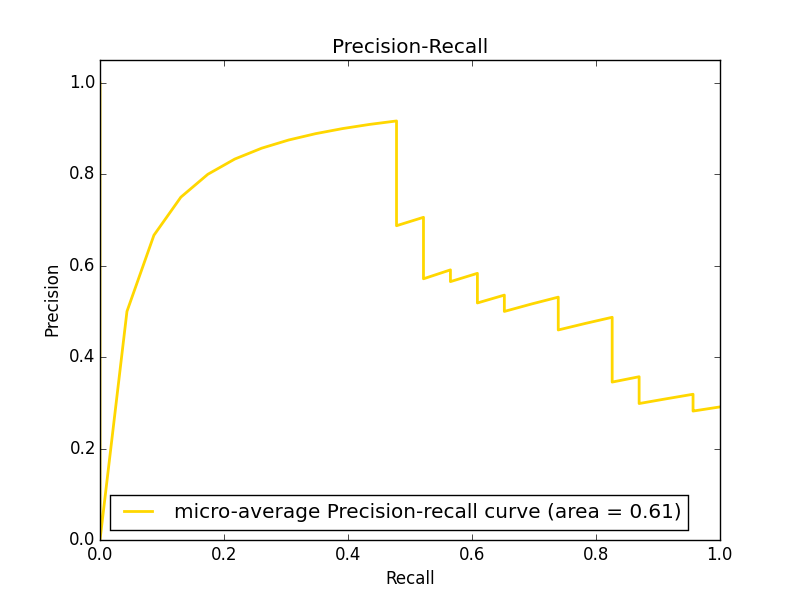 Precision-Recall
1.0
0.8
0.6
0.4
0.2
0.0
Precision
micro-average Precision-recall curve (area = 0.61)
0.0 0.2 0.4 0.6 0.8 1.0
Recall